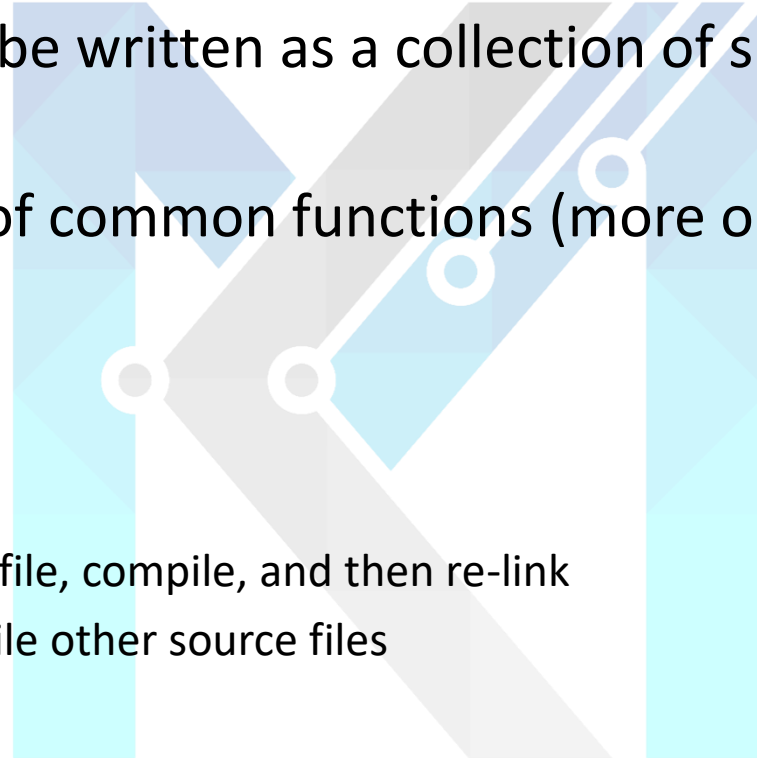 be written as a collection of s
of common functions (more o
file, compile, and then re-link
ile other source files